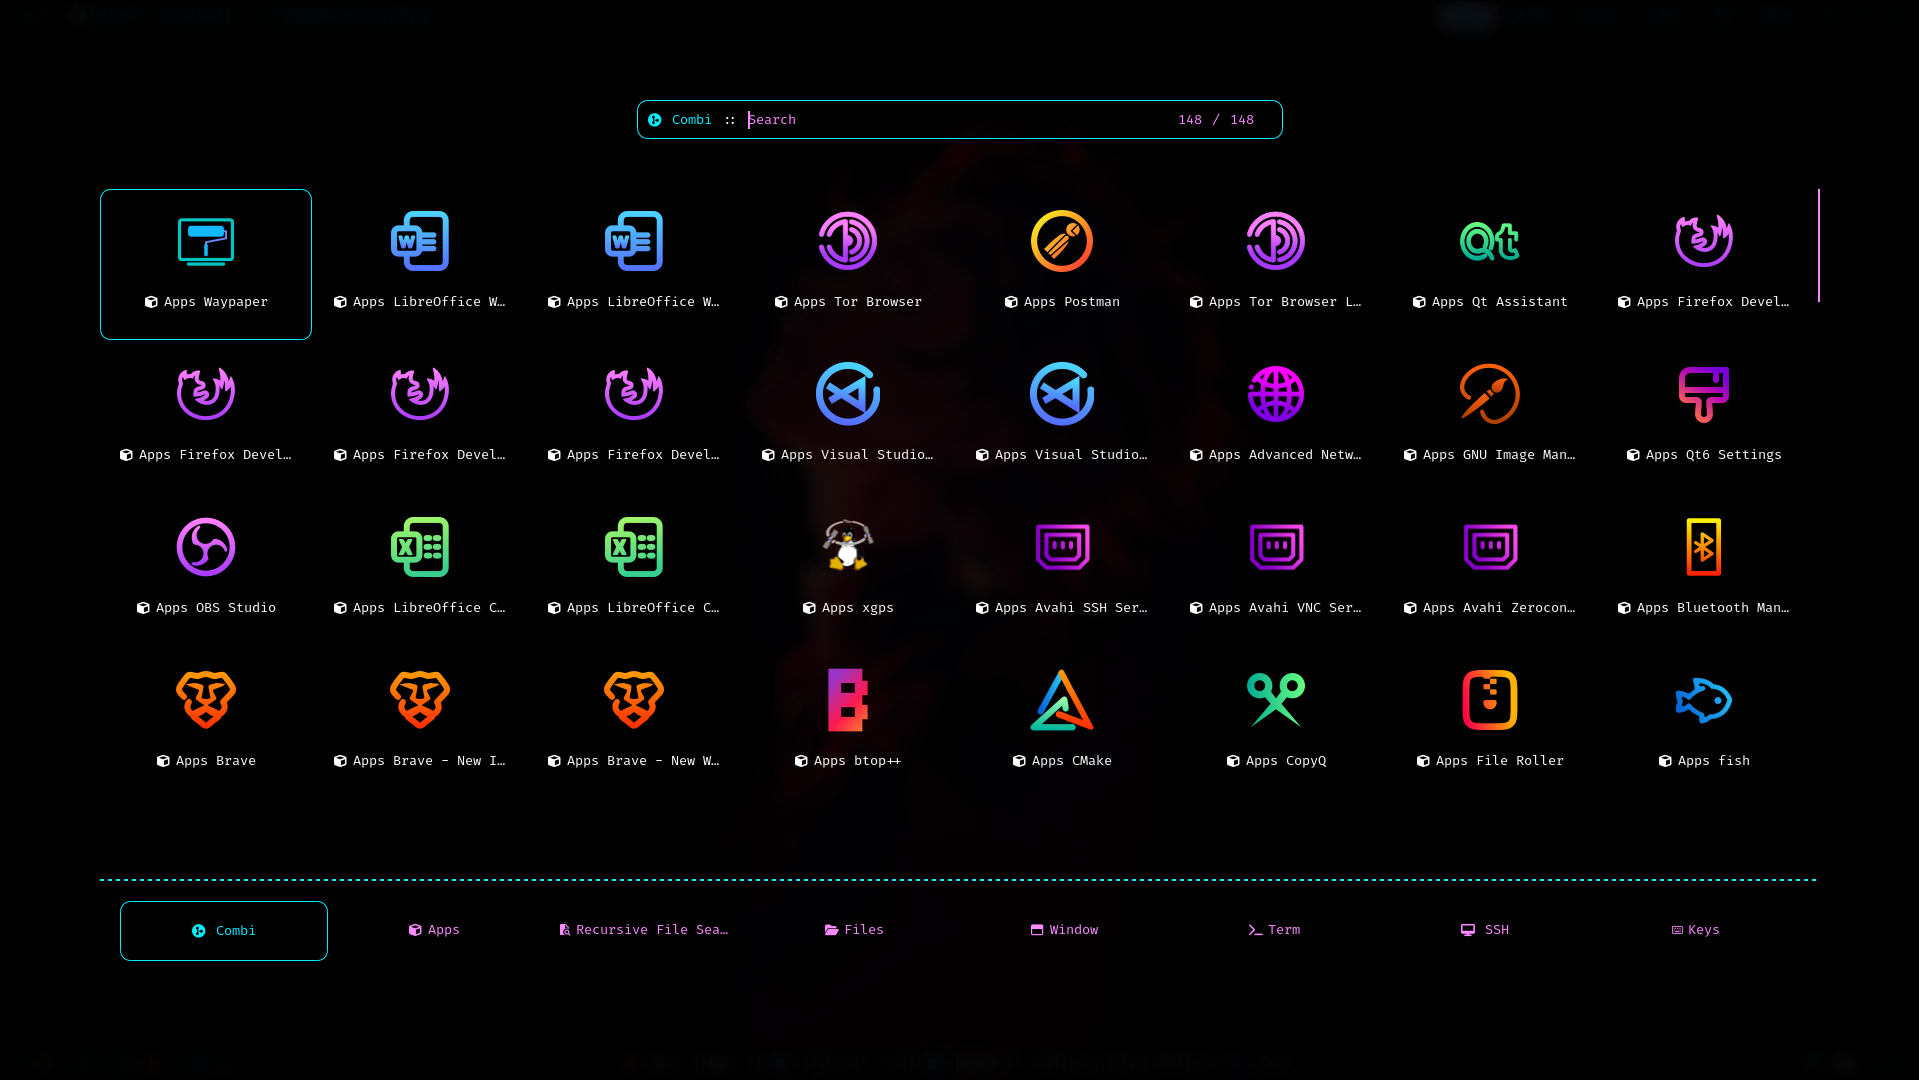 Combi :: Search 148 / 148
Apps Waypaper
Apps LibreOffice W…
Apps LibreOffice W…
Apps Tor Browser
Apps Postman
Apps Tor Browser L…
Apps Qt Assistant
Apps Firefox Devel…
Apps Firefox Devel…
Apps Firefox Devel…
Apps Firefox Devel…
Apps Visual Studio…
Apps Visual Studio…
Apps Advanced Netw…
Apps GNU Image Man…
Apps Qt6 Settings
Apps OBS Studio
Apps LibreOffice C…
Apps LibreOffice C…
Apps xgps
Apps Avahi SSH Ser…
Apps Avahi VNC Ser…
Apps Avahi Zerocon…
Apps Bluetooth Man…
Apps Brave
Apps Brave - New I…
Apps Brave - New W…
Apps btop++
Apps CMake
Apps CopyQ
Apps File Roller
Apps fish
Combi
Apps
Recursive File Sea…
Files
Window
Term
SSH
Keys